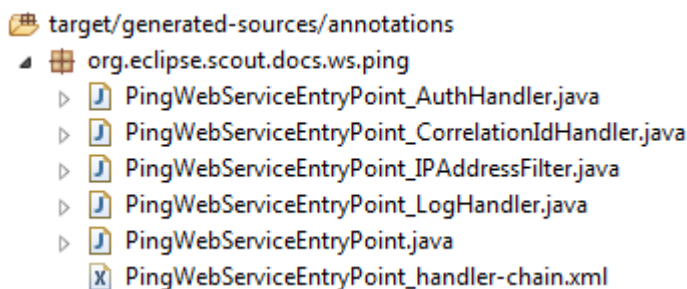 target/generated-sources/annotations
org.eclipse.scout.docs.ws.ping
PingWebServiceEntryPoint_AuthHandler.java
PingWebServiceEntryPoint_CorrelationIdHandler.java
PingWebServiceEntryPoint_IPAddressFilter.java
PingWebServiceEntryPoint_LogHandler.java
PingWebServiceEntryPoint.java
PingWebServiceEntryPoint_handler-chain.xml